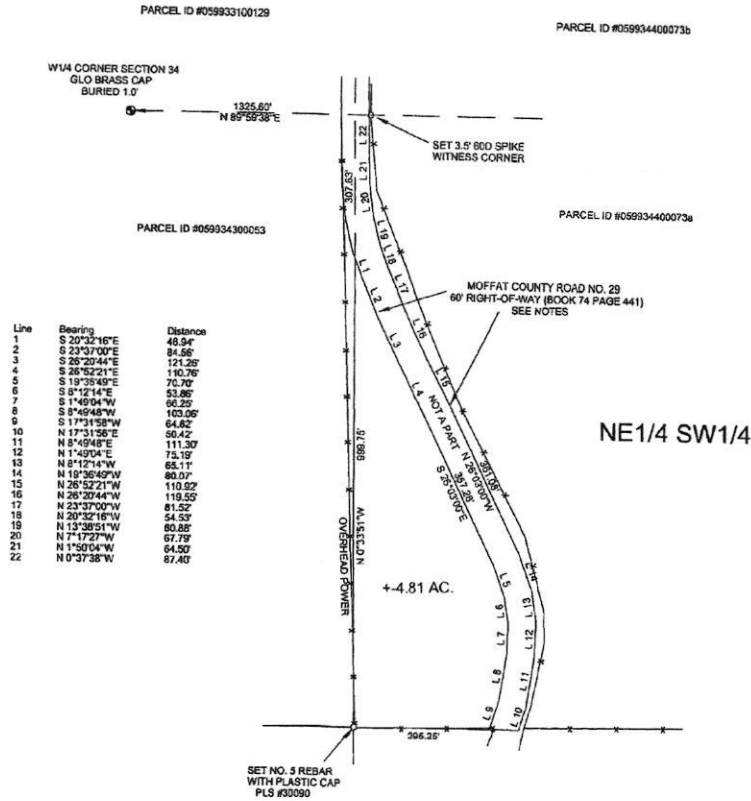 PARCEL ID #059933100129
PARCEL ID #059934400073b
W1/4 CORNER SECTION 34
GLO BRASS CAP
BURIED 1.0'
1325.60'
N 89°59'38"E
SET 3.5' 60D SPIKE
WITNESS CORNER
L 22
L 21
L 20
307.63'
PARCEL ID #059934300053
PARCEL ID #059934400073a
L 19
L 18
L 17
L 16
L 15
L 1
L 2
L 3
L 4
MOFFAT COUNTY ROAD NO. 29
60' RIGHT-OF-WAY (BOOK 74 PAGE 441)
SEE NOTES
Line Bearing Distance
1 S 20°32'16"E 48.94'
2 S 23°37'00"E 84.56'
3 S 26°20'44"E 121.26'
4 S 26°52'21"E 110.76'
5 S 19°35'49"E 70.70'
6 S 8°12'14"E 53.86'
7 S 1°49'04"W 66.25'
8 S 8°49'48"W 103.06'
9 S 17°31'58"W 64.82'
10 N 17°31'58"E 50.42'
11 N 8°49'48"E 111.30'
12 N 1°49'04"E 75.19'
13 N 8°12'14"W 65.11'
14 N 19°36'49"W 80.07'
15 N 26°52'21"W 110.92'
16 N 26°20'44"W 119.55'
17 N 23°37'00"W 81.52'
18 N 20°32'16"W 54.53'
19 N 13°38'51"W 60.88'
20 N 7°17'27"W 67.79'
21 N 1°50'04"W 64.50'
22 N 0°37'38"W 87.40'
NE1/4 SW1/4
NOT A PART
N 26°03'00"W
351.08'
357.28'
S 26°03'00"E
999.75'
N 0°33'51"W
OVERHEAD POWER
+-4.81 AC.
L 14
L 5
L 6
L 13
L 7
L 12
L 8
L 11
L 9
L 10
295.25'
SET NO. 5 REBAR
WITH PLASTIC CAP
PLS #30090